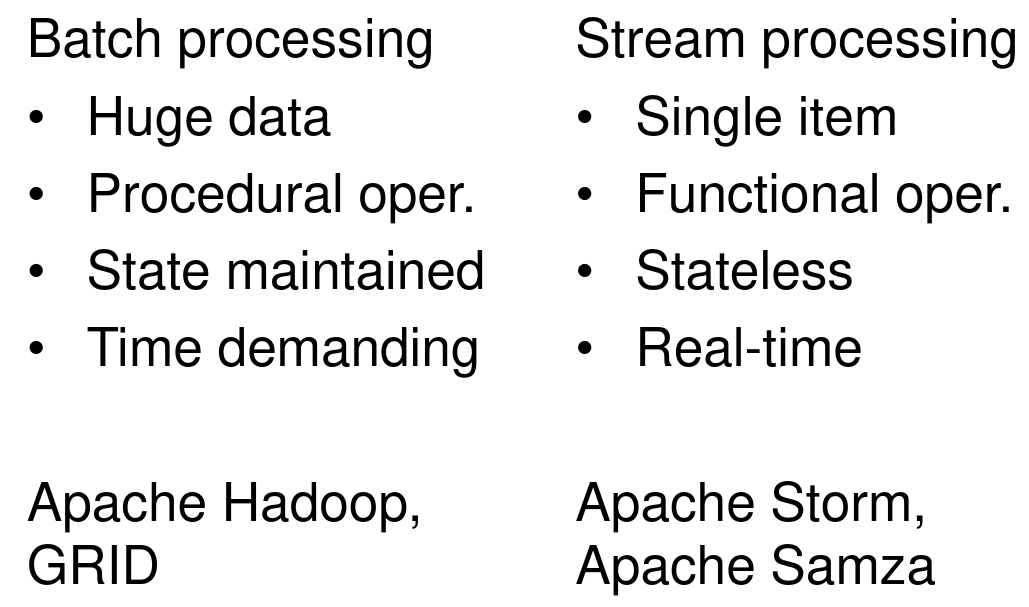 Batch processing
• Huge data
• Procedural oper.
• State maintained
• Time demanding
Apache Hadoop,
GRID
Stream processing
• Single item
• Functional oper.
• Stateless
• Real-time
Apache Storm,
Apache Samza